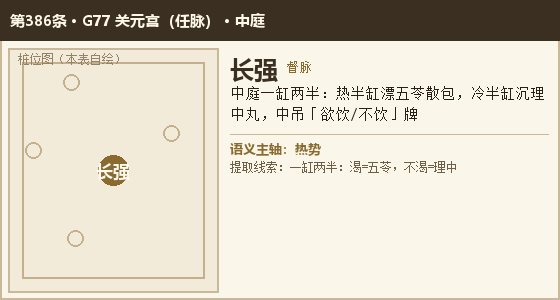 第386条·G77 关元宫（任脉）·中庭
桩位图（本表自绘）
长强
长强 督脉
中庭一缸两半：热半缸漂五苓散包，冷半缸沉理
中丸，中吊「欲饮/不饮」牌
语义主轴：热势
提取线索：一缸两半：渴=五苓，不渴=理中